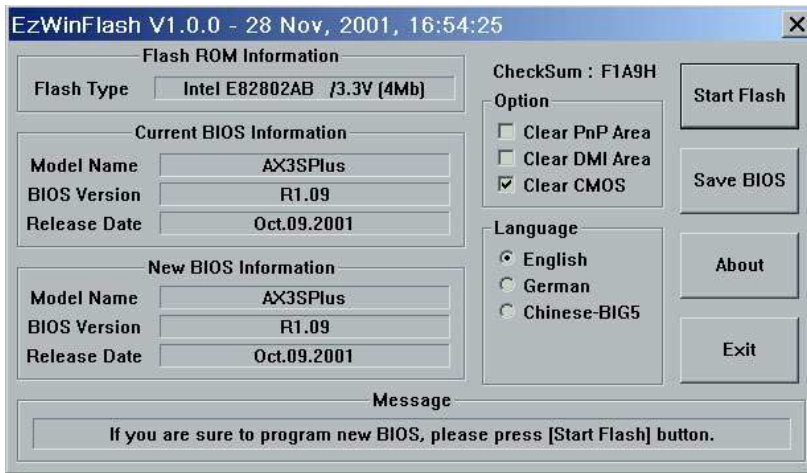 EzWinFlash V1.0.0 - 28 Nov, 2001, 16:54:25
Flash ROM Information
Flash Type
Intel E82802AB /3.3V (4Mb)
Current BIOS Information
Model Name
AX3SPlus
BIOS Version
R1.09
Release Date
Oct.09.2001
New BIOS Information
Model Name
AX3SPlus
BIOS Version
R1.09
Release Date
Oct.09.2001
CheckSum : F1A9H
Option
Clear PnP Area
Clear DMI Area
Clear CMOS
Language
English
German
Chinese-BIG5
Start Flash
Save BIOS
About
Exit
Message
If you are sure to program new BIOS, please press [Start Flash] button.